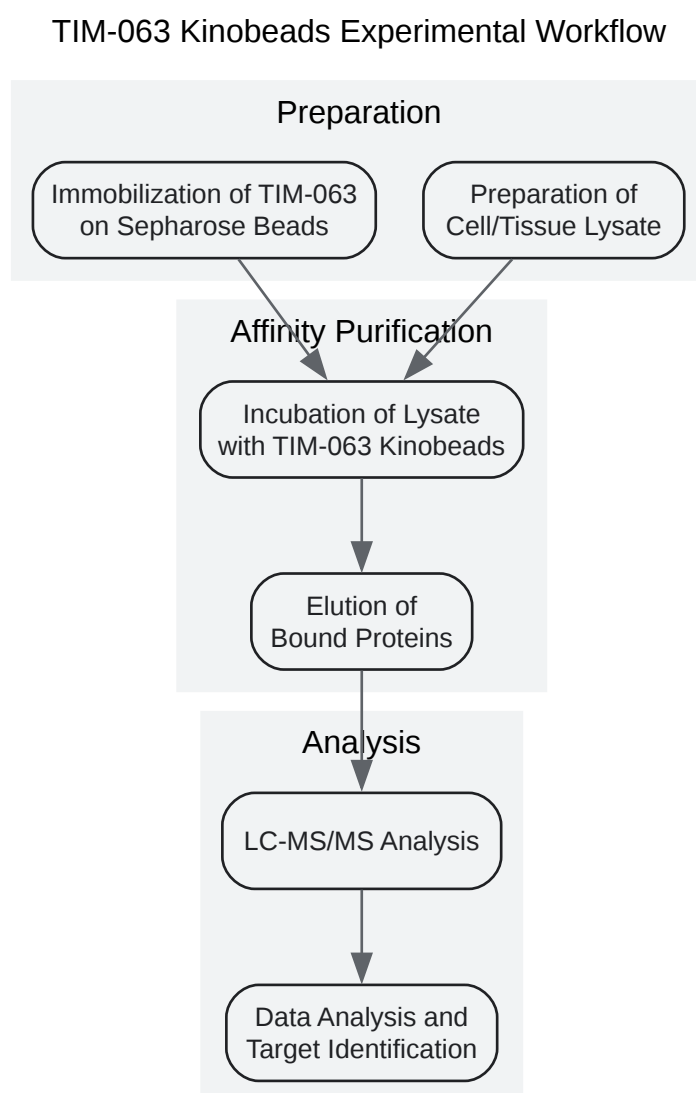 TIM-063 Kinobeads Experimental Workflow
Preparation
Immobilization of TIM-063
on Sepharose Beads
Preparation of
Cell/Tissue Lysate
Affinity Purification
Incubation of Lysate
with TIM-063 Kinobeads
Elution of
Bound Proteins
Analysis
LC-MS/MS Analysis
Data Analysis and
Target Identification